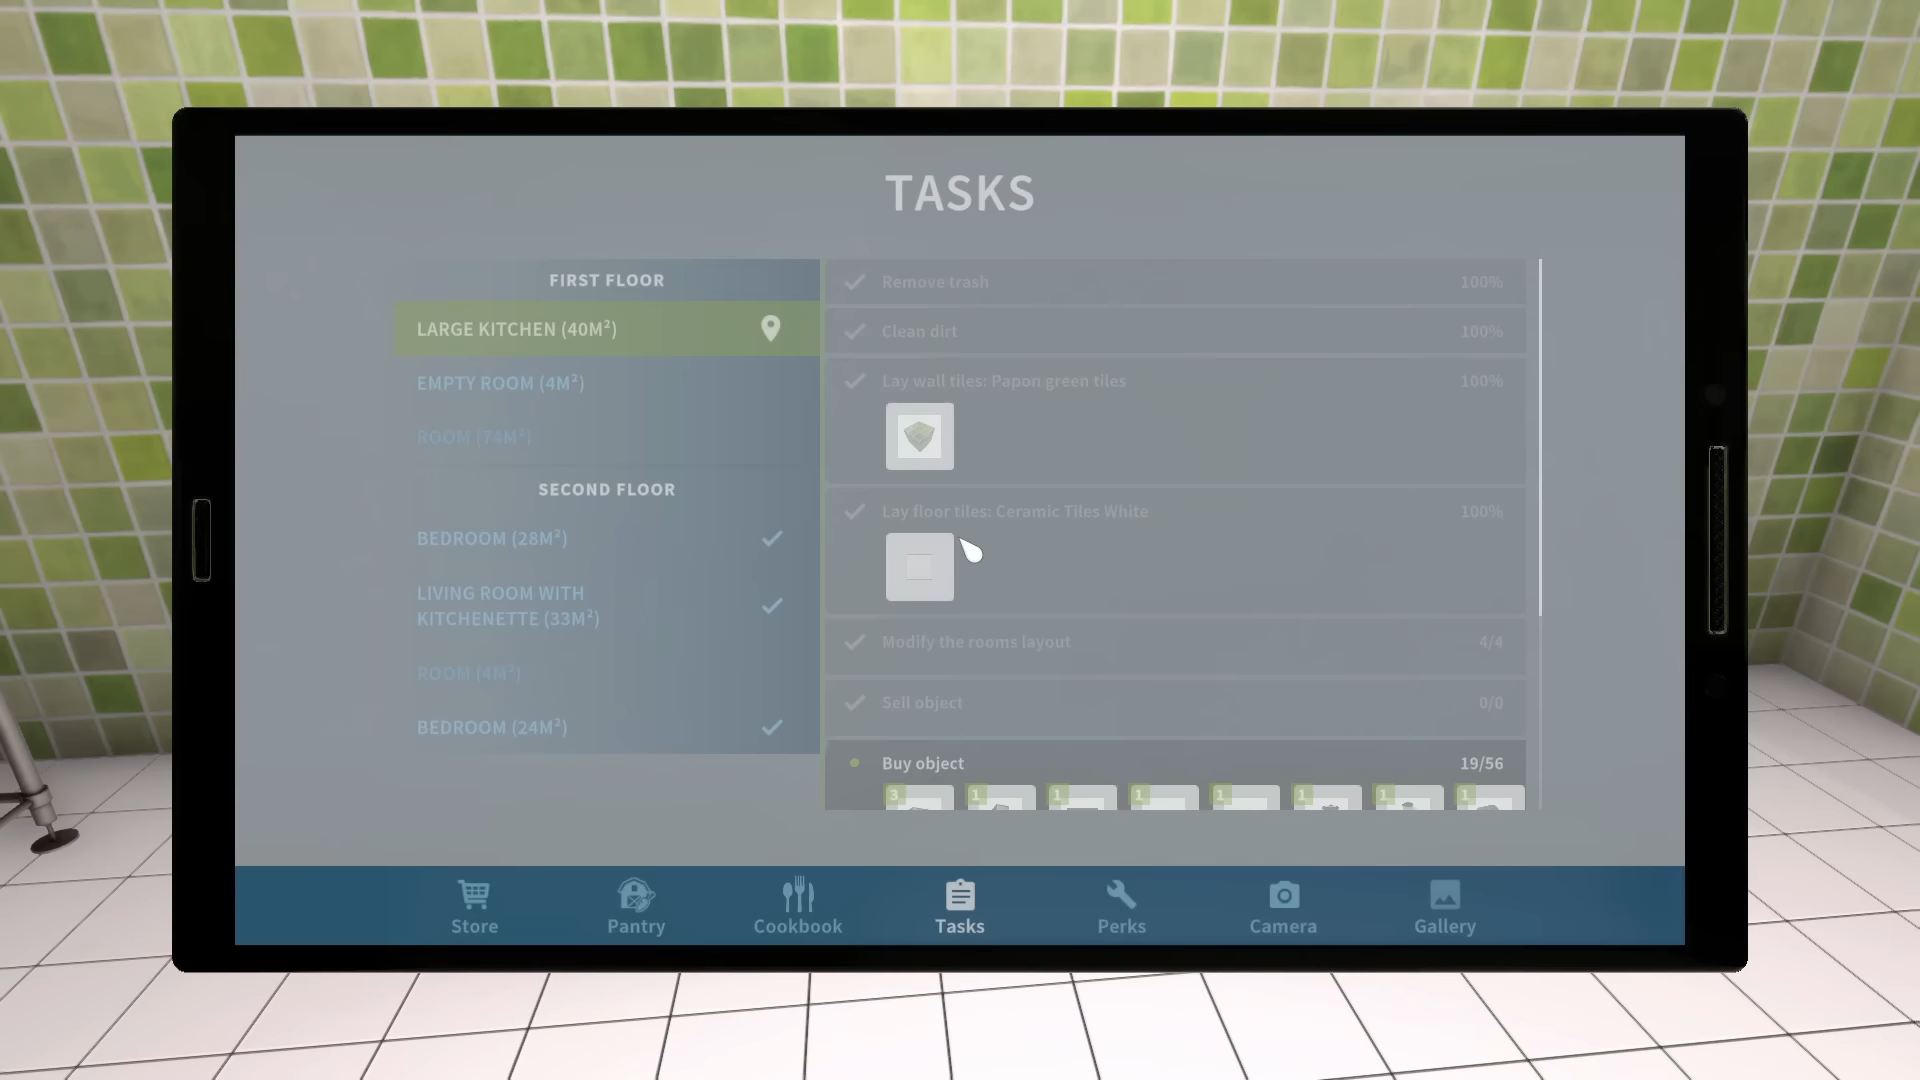 TASKS
FIRST FLOOR
LARGE KITCHEN (40M²)
EMPTY ROOM (4M²)
ROOM (74M²)
SECOND FLOOR
BEDROOM (28M²)
LIVING ROOM WITH
KITCHENETTE (33M²)
ROOM (4M²)
BEDROOM (24M²)
Remove trash 100%
Clean dirt 100%
Lay wall tiles: Papon green tiles 100%
Lay floor tiles: Ceramic Tiles White 100%
Modify the rooms layout 4/4
Sell object 0/0
Buy object 19/56
3 1 1 1 1 1 1 1
Store Pantry Cookbook Tasks Perks Camera Gallery